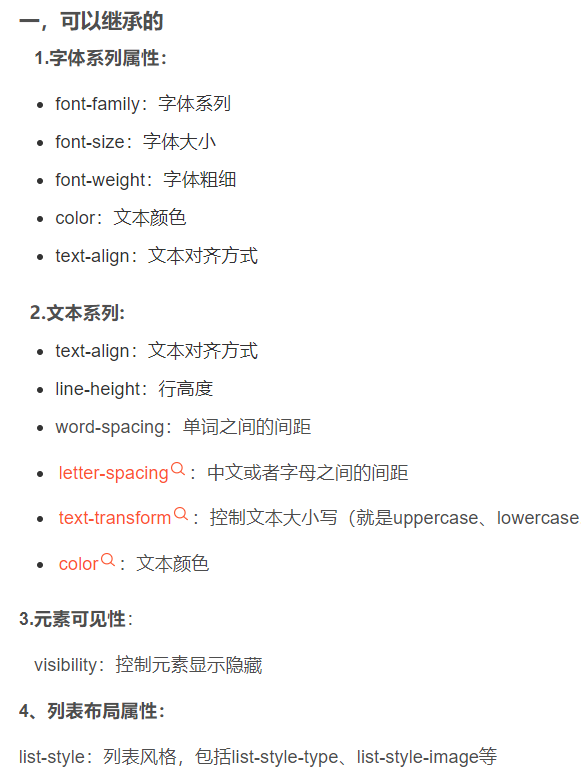 一，可以继承的
1.字体系列属性：
font-family：字体系列
font-size：字体大小
font-weight：字体粗细
color：文本颜色
text-align：文本对齐方式
2.文本系列:
text-align：文本对齐方式
line-height：行高度
word-spacing：单词之间的间距
letter-spacing：中文或者字母之间的间距
text-transform：控制文本大小写（就是uppercase、lowercase
color：文本颜色
3.元素可见性：
visibility：控制元素显示隐藏
4、列表布局属性：
list-style：列表风格，包括list-style-type、list-style-image等